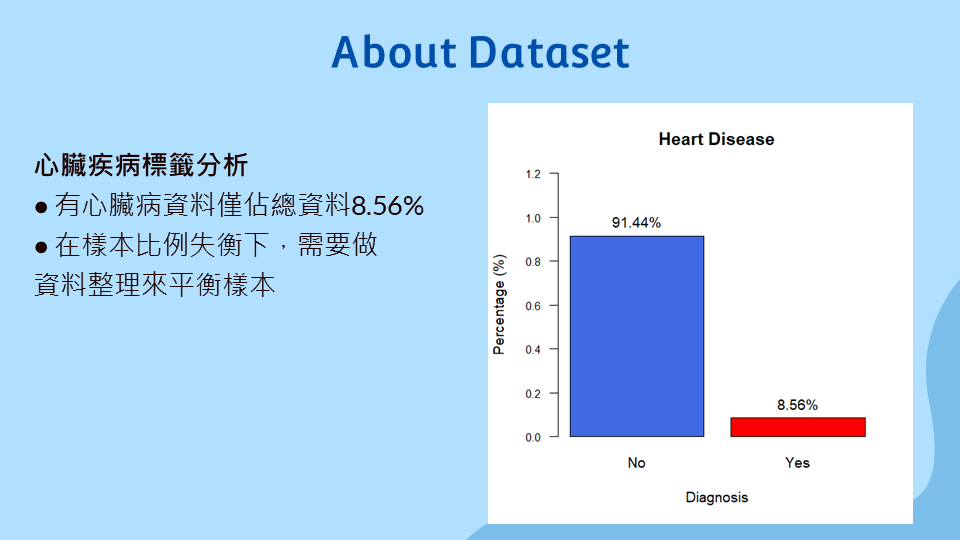 About Dataset
心臟疾病標籤分析
● 有心臟病資料僅佔總資料8.56%
● 在樣本比例失衡下，需要做
資料整理來平衡樣本
Heart Disease
Percentage (%)
1.2
1.0
0.8
0.6
0.4
0.2
0.0
91.44%
8.56%
No
Yes
Diagnosis